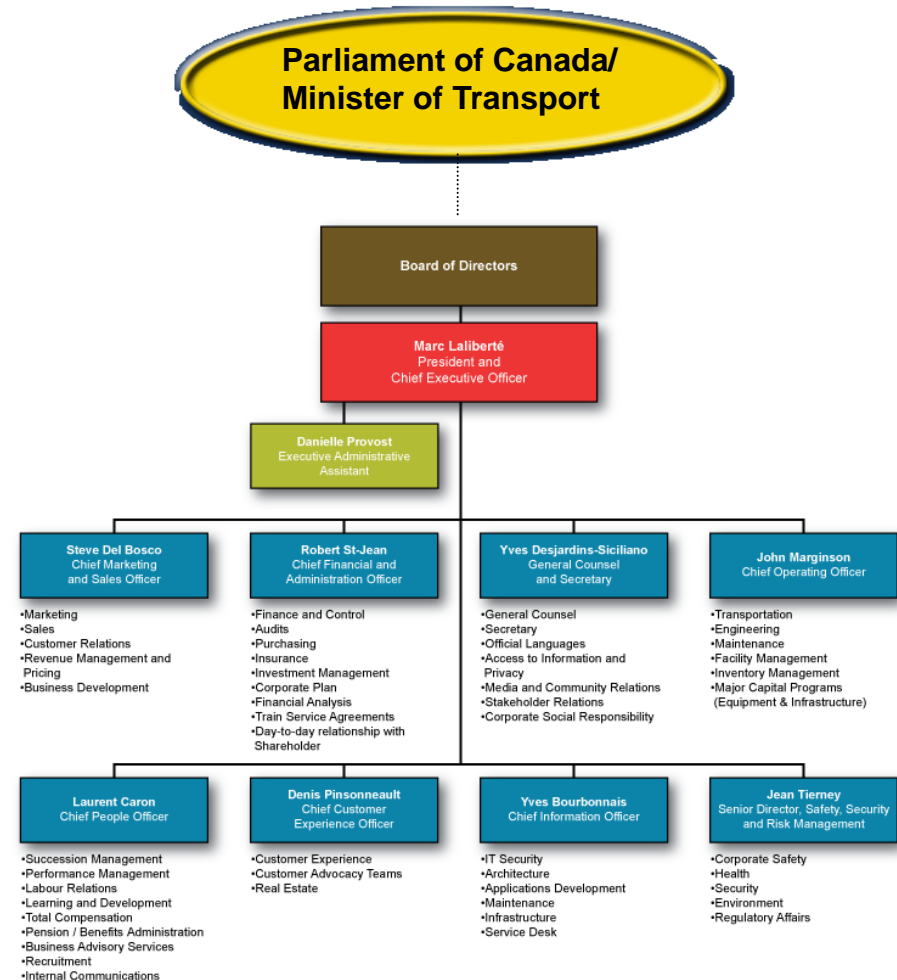 Parliament of Canada/
Minister of Transport
Board of Directors
Marc Laliberté
President and
Chief Executive Officer
Danielle Provost
Executive Administrative
Assistant
Steve Del Bosco
Chief Marketing
and Sales Officer
•Marketing
•Sales
•Customer Relations
•Revenue Management and
Pricing
•Business Development
Robert St-Jean
Chief Financial and
Administration Officer
•Finance and Control
•Audits
•Purchasing
•Insurance
•Investment Management
•Corporate Plan
•Financial Analysis
•Train Service Agreements
•Day-to-day relationship with
Shareholder
Yves Desjardins-Siciliano
General Counsel
and Secretary
•General Counsel
•Secretary
•Official Languages
•Access to Information and
Privacy
•Media and Community Relations
•Stakeholder Relations
•Corporate Social Responsibility
John Marginson
Chief Operating Officer
•Transportation
•Engineering
•Maintenance
•Facility Management
•Inventory Management
•Major Capital Programs
(Equipment & Infrastructure)
Laurent Caron
Chief People Officer
•Succession Management
•Performance Management
•Labour Relations
•Learning and Development
•Total Compensation
•Pension / Benefits Administration
•Business Advisory Services
•Recruitment
•Internal Communications
Denis Pinsonneault
Chief Customer
Experience Officer
•Customer Experience
•Customer Advocacy Teams
•Real Estate
Yves Bourbonnais
Chief Information Officer
•IT Security
•Architecture
•Applications Development
•Maintenance
•Infrastructure
•Service Desk
Jean Tierney
Senior Director, Safety, Security
and Risk Management
•Corporate Safety
•Health
•Security
•Environment
•Regulatory Affairs